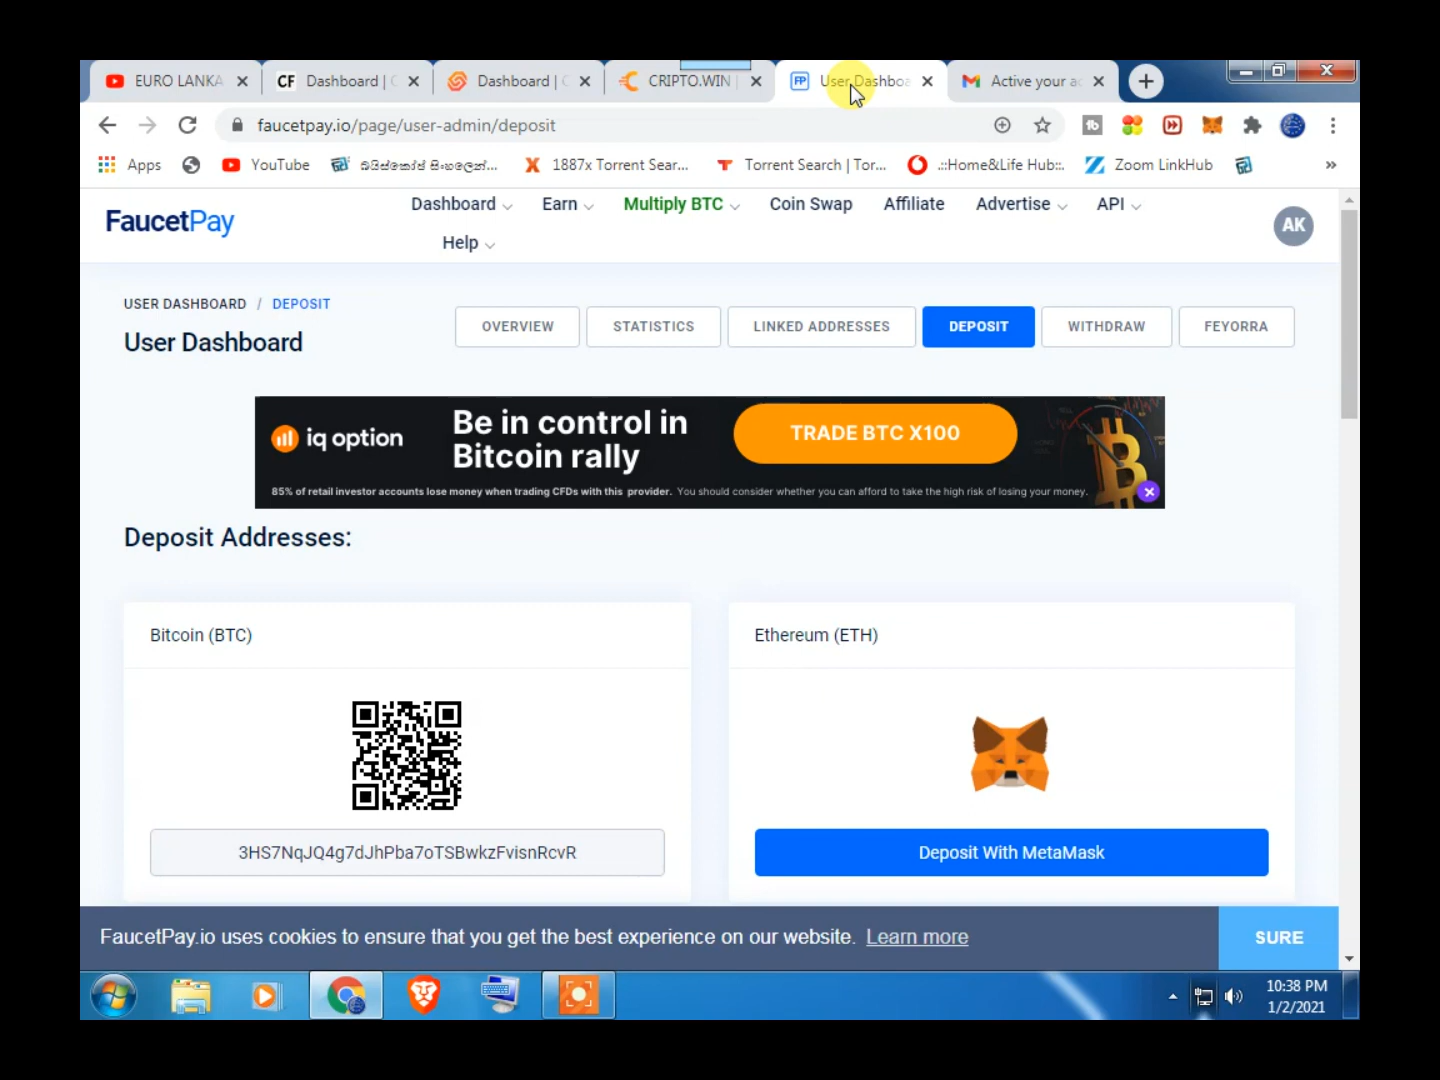 EURO LANKA
CF Dashboard | C
Dashboard | C
CRIPTO.WIN |
FP User Dashboa
Active your ac
faucetpay.io/page/user-admin/deposit
Apps
YouTube
බයිස්කෝප් සිංහලෙන්...
1887x Torrent Sear...
Torrent Search | Tor...
.::Home&Life Hub::.
Zoom LinkHub
»
FaucetPay
Dashboard
Earn
Multiply BTC
Coin Swap
Affiliate
Advertise
API
Help
AK
USER DASHBOARD / DEPOSIT
User Dashboard
OVERVIEW
STATISTICS
LINKED ADDRESSES
DEPOSIT
WITHDRAW
FEYORRA
iq option
Be in control in
Bitcoin rally
TRADE BTC X100
85% of retail investor accounts lose money when trading CFDs with this provider. You should consider whether you can afford to take the high risk of losing your money.
Deposit Addresses:
Bitcoin (BTC)
3HS7NqJQ4g7dJhPba7oTSBwkzFvisnRcvR
Ethereum (ETH)
Deposit With MetaMask
FaucetPay.io uses cookies to ensure that you get the best experience on our website. Learn more
SURE
10:38 PM
1/2/2021